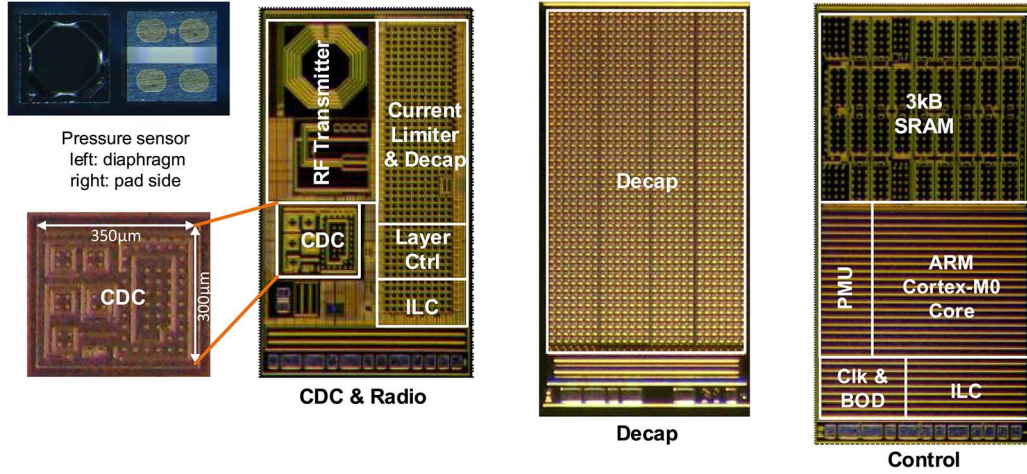 Pressure sensor
left: diaphragm
right: pad side
350μm
CDC
300μm
RF Transmitter
Current
Limiter
& Decap
CDC
Layer
Ctrl
ILC
CDC & Radio
Decap
Decap
3kB
SRAM
PMU
ARM
Cortex-M0
Core
Clk &
BOD
ILC
Control